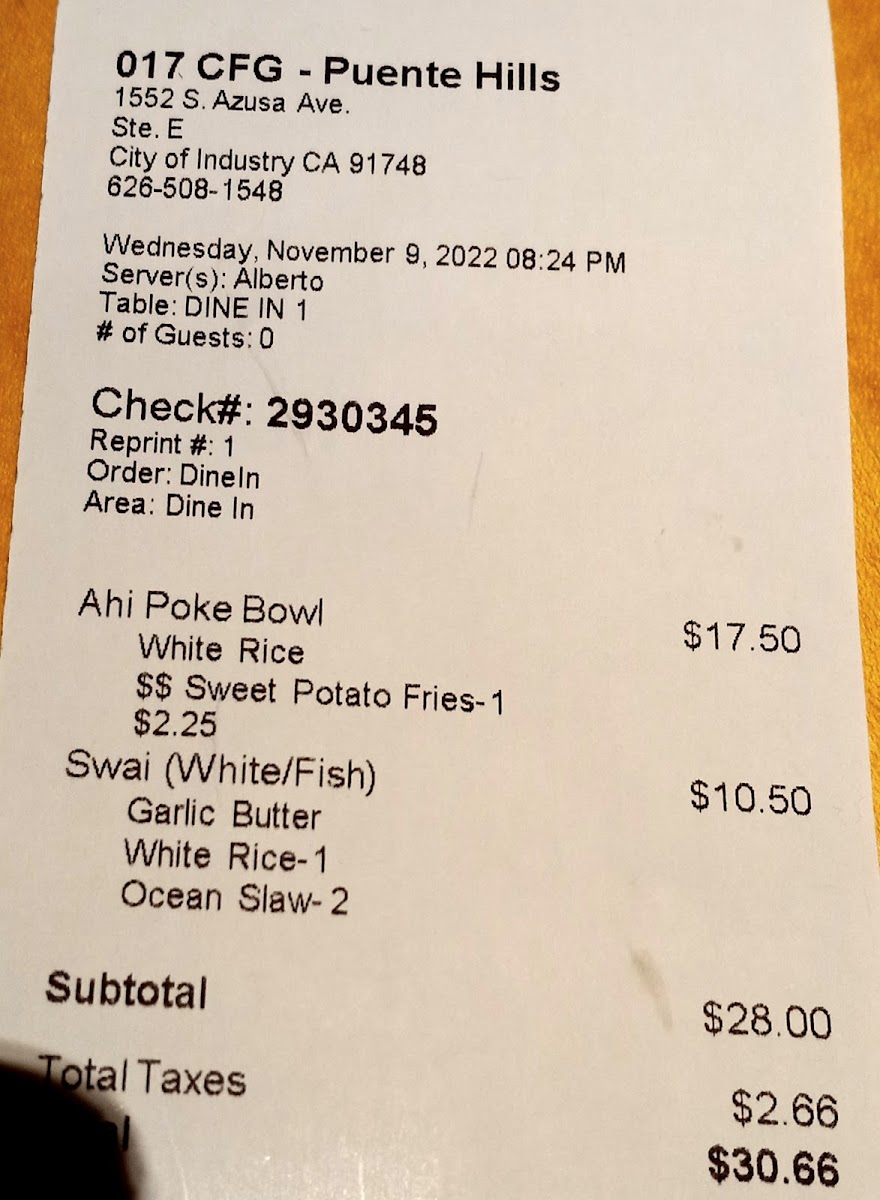 017 CFG - Puente Hills
1552 S. Azusa Ave.
Ste. E
City of Industry CA 91748
626-508-1548
Wednesday, November 9, 2022 08:24 PM
Server(s): Alberto
Table: DINE IN 1
# of Guests: 0
Check#: 2930345
Reprint #: 1
Order: DineIn
Area: Dine In
Ahi Poke Bowl $17.50
White Rice
$$ Sweet Potato Fries-1
$2.25
Swai (White/Fish) $10.50
Garlic Butter
White Rice-1
Ocean Slaw- 2
Subtotal $28.00
Total Taxes $2.66
$30.66